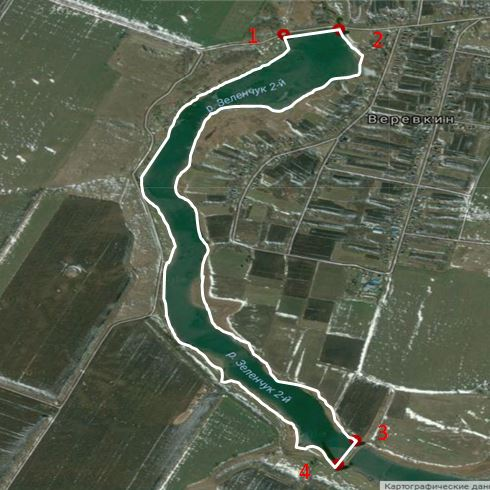 1
2
р. Зеленчук 2-й
Веревкин
р. Зеленчук 2-й
3
4
Картографические дан